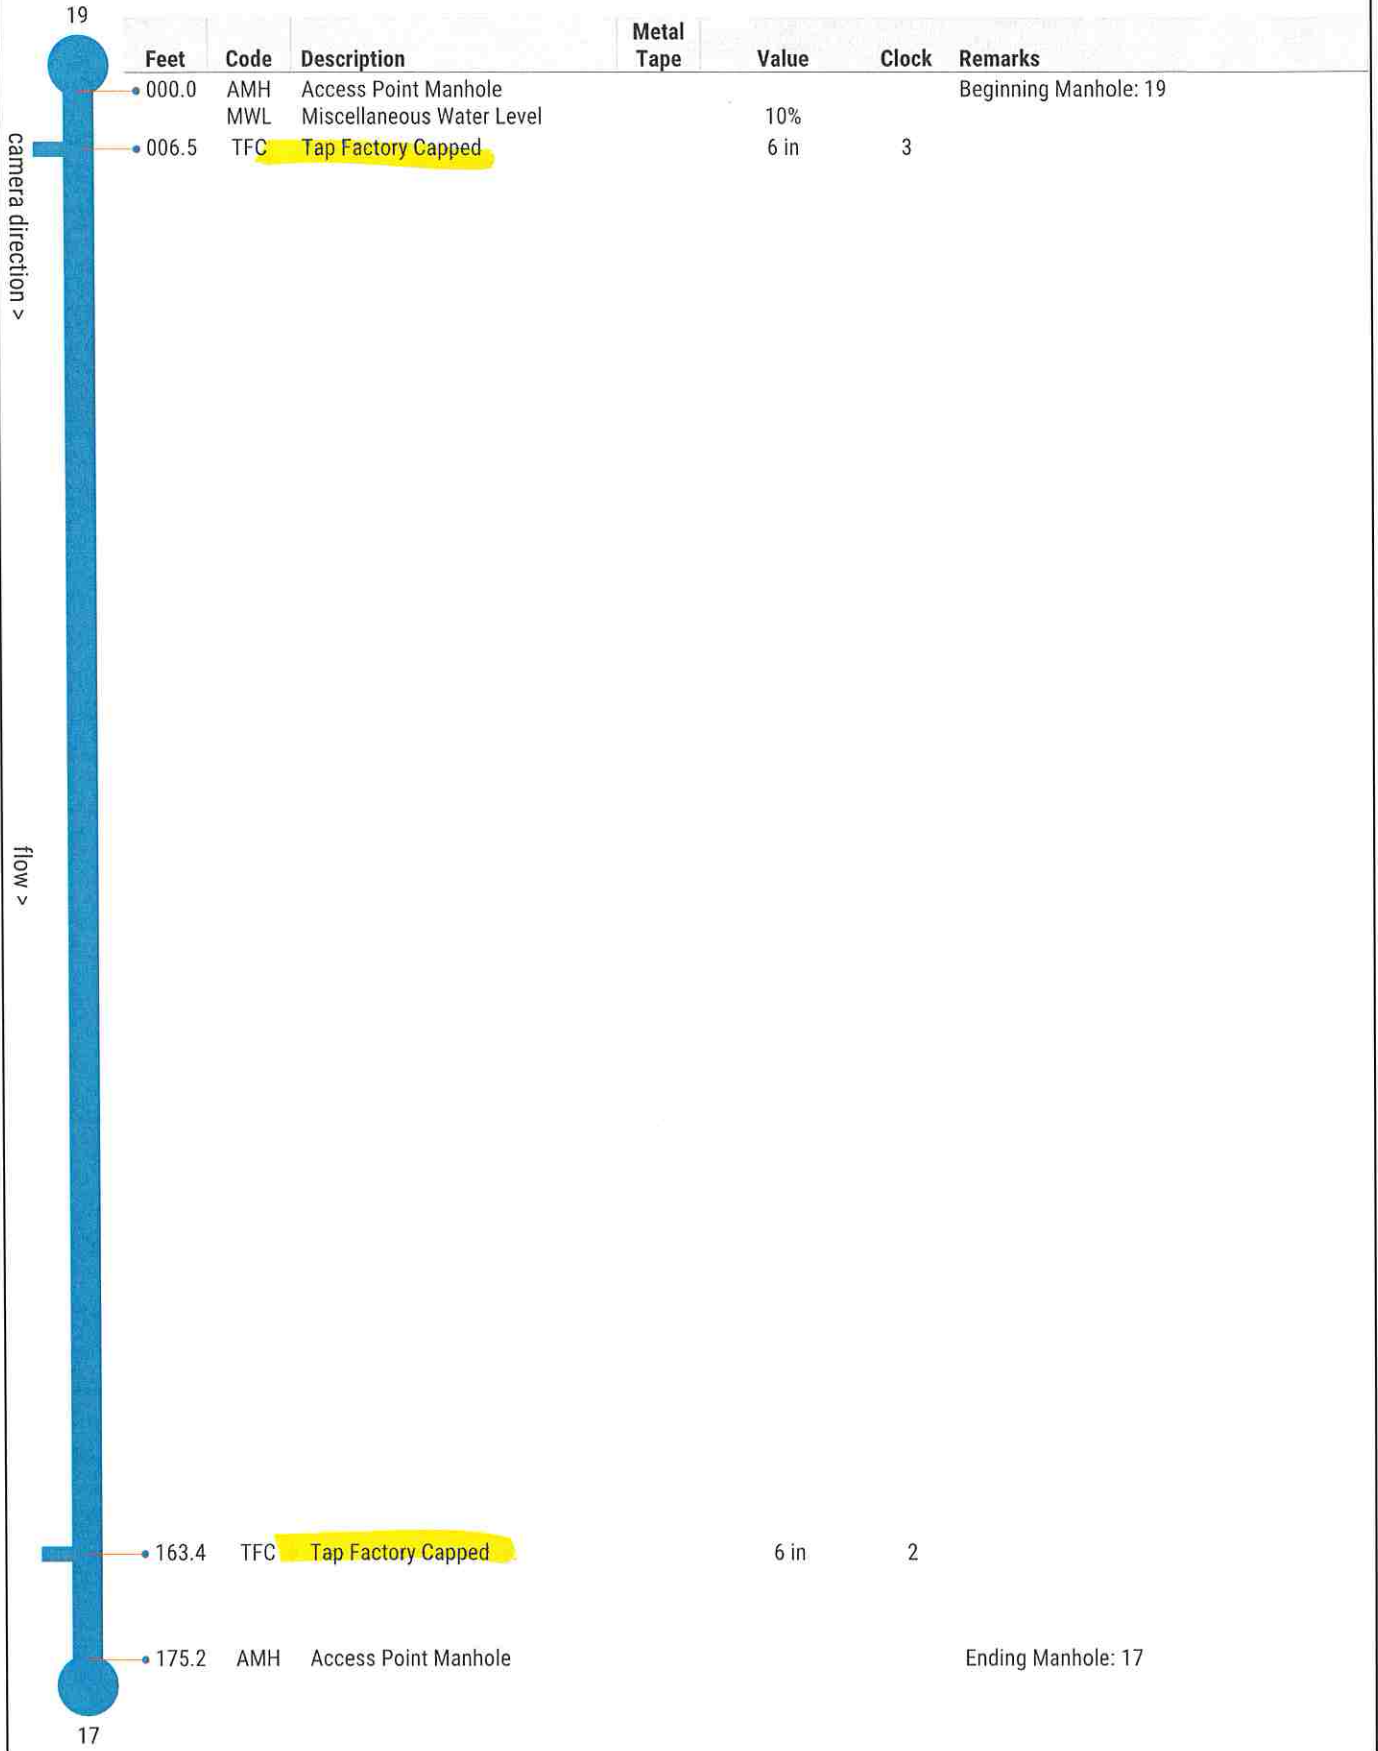 19
Metal
Feet Code Description Tape Value Clock Remarks
000.0 AMH Access Point Manhole Beginning Manhole: 19
MWL Miscellaneous Water Level 10%
006.5 TFC Tap Factory Capped 6 in 3
camera direction >
flow >
163.4 TFC Tap Factory Capped 6 in 2
175.2 AMH Access Point Manhole Ending Manhole: 17
17